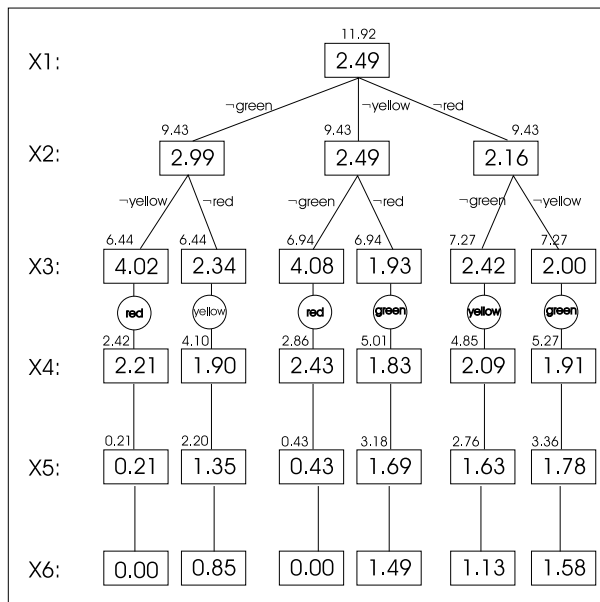 11.92
X1: 2.49
¬green ¬yellow ¬red
9.43 9.43 9.43
X2: 2.99 2.49 2.16
¬yellow ¬red ¬green ¬red ¬green ¬yellow
6.44 6.44 6.94 6.94 7.27 7.27
X3: 4.02 2.34 4.08 1.93 2.42 2.00
red yellow red green yellow green
2.42 4.10 2.86 5.01 4.85 5.27
X4: 2.21 1.90 2.43 1.83 2.09 1.91
0.21 2.20 0.43 3.18 2.76 3.36
X5: 0.21 1.35 0.43 1.69 1.63 1.78
X6: 0.00 0.85 0.00 1.49 1.13 1.58